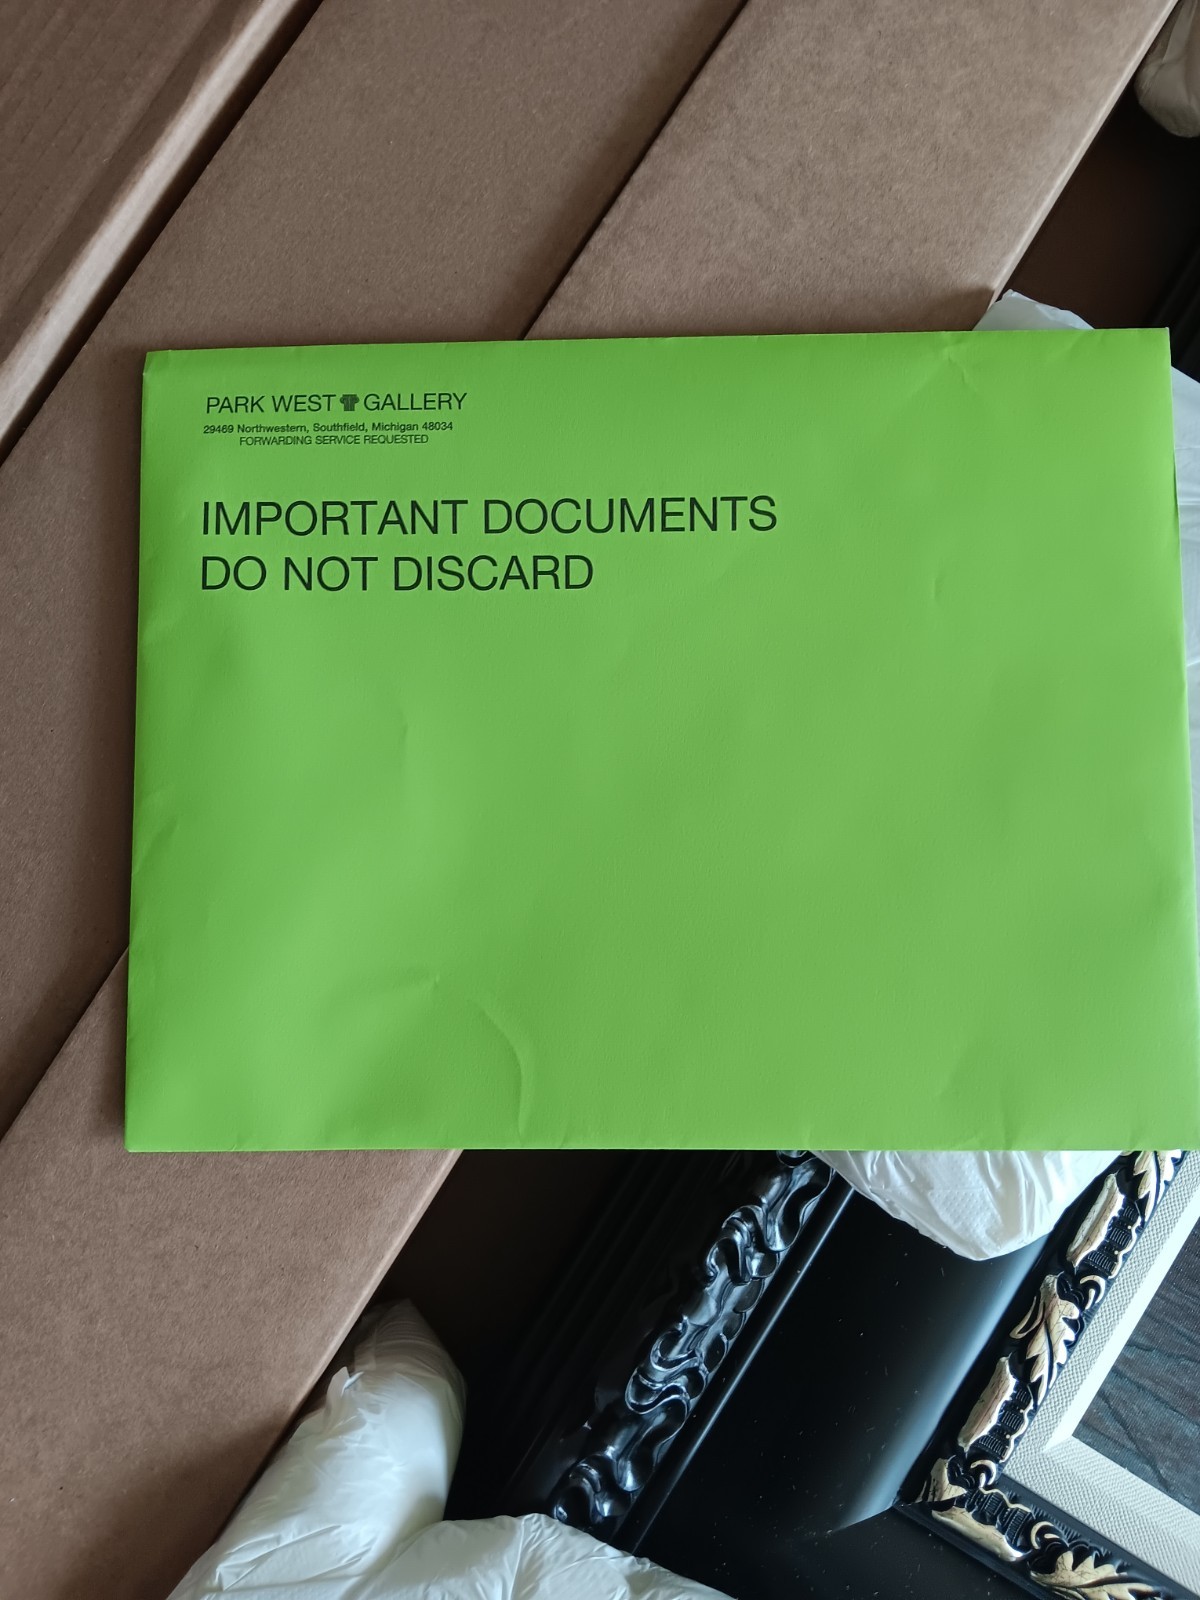 PARK WEST GALLERY
29469 Northwestern, Southfield, Michigan 48034
FORWARDING SERVICE REQUESTED
IMPORTANT DOCUMENTS
DO NOT DISCARD